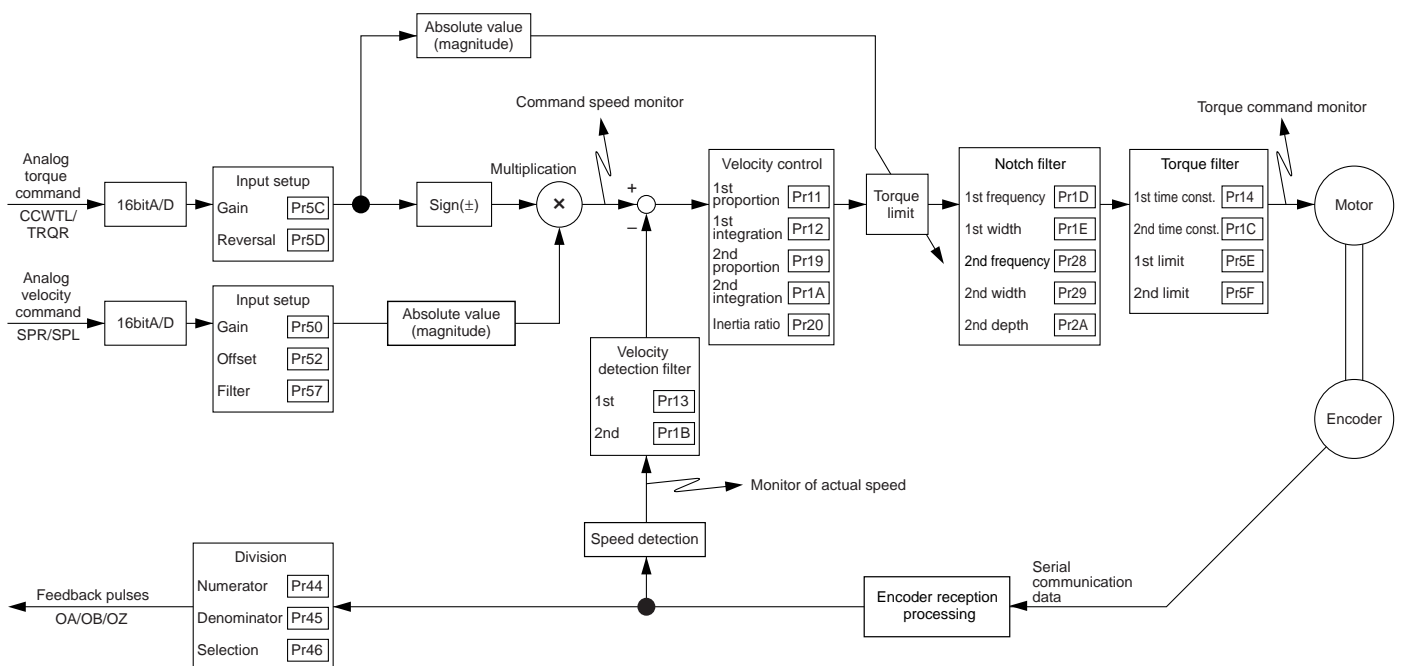 Absolute value
(magnitude)
Command speed monitor
Torque command monitor
Analog
torque
command
CCWTL/
TRQR
16bitA/D
Input setup
Gain Pr5C
Reversal Pr5D
Sign(±)
Multiplication
×
+
−
Velocity control
1st
proportion Pr11
1st
integration Pr12
2nd
proportion Pr19
2nd
integration Pr1A
Inertia ratio Pr20
Torque
limit
Notch filter
1st frequency Pr1D
1st width Pr1E
2nd frequency Pr28
2nd width Pr29
2nd depth Pr2A
Torque filter
1st time const. Pr14
2nd time const. Pr1C
1st limit Pr5E
2nd limit Pr5F
Motor
Analog
velocity
command
SPR/SPL
16bitA/D
Input setup
Gain Pr50
Offset Pr52
Filter Pr57
Absolute value
(magnitude)
Velocity
detection filter
1st Pr13
2nd Pr1B
Encoder
Monitor of actual speed
Speed detection
Feedback pulses
OA/OB/OZ
Division
Numerator Pr44
Denominator Pr45
Selection Pr46
Encoder reception
processing
Serial
communication
data